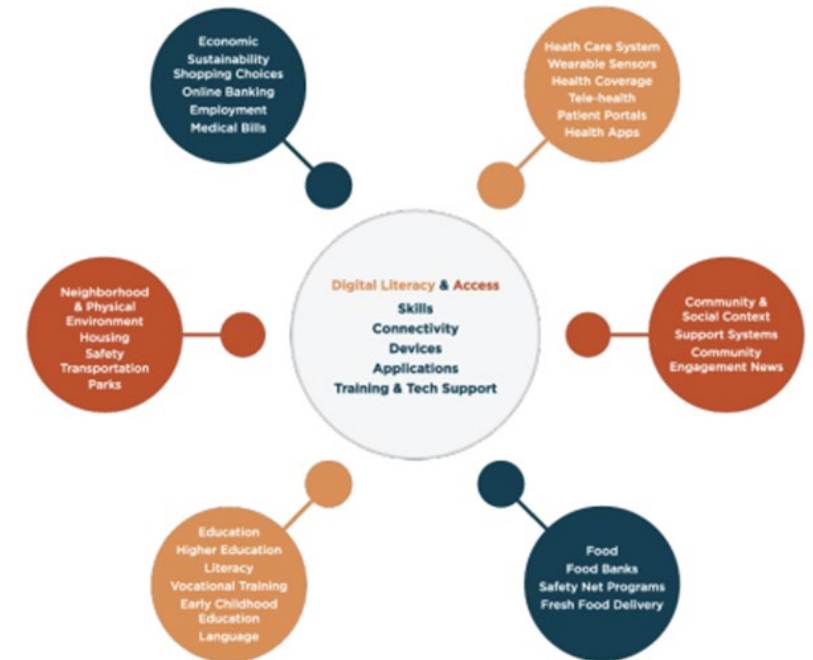 Economic
Sustainability
Shopping Choices
Online Banking
Employment
Medical Bills
Heath Care System
Wearable Sensors
Health Coverage
Tele-health
Patient Portals
Health Apps
Neighborhood
& Physical
Environment
Housing
Safety
Transportation
Parks
Digital Literacy & Access
Skills
Connectivity
Devices
Applications
Training & Tech Support
Community &
Social Context
Support Systems
Community
Engagement News
Education
Higher Education
Literacy
Vocational Training
Early Childhood
Education
Language
Food
Food Banks
Safety Net Programs
Fresh Food Delivery